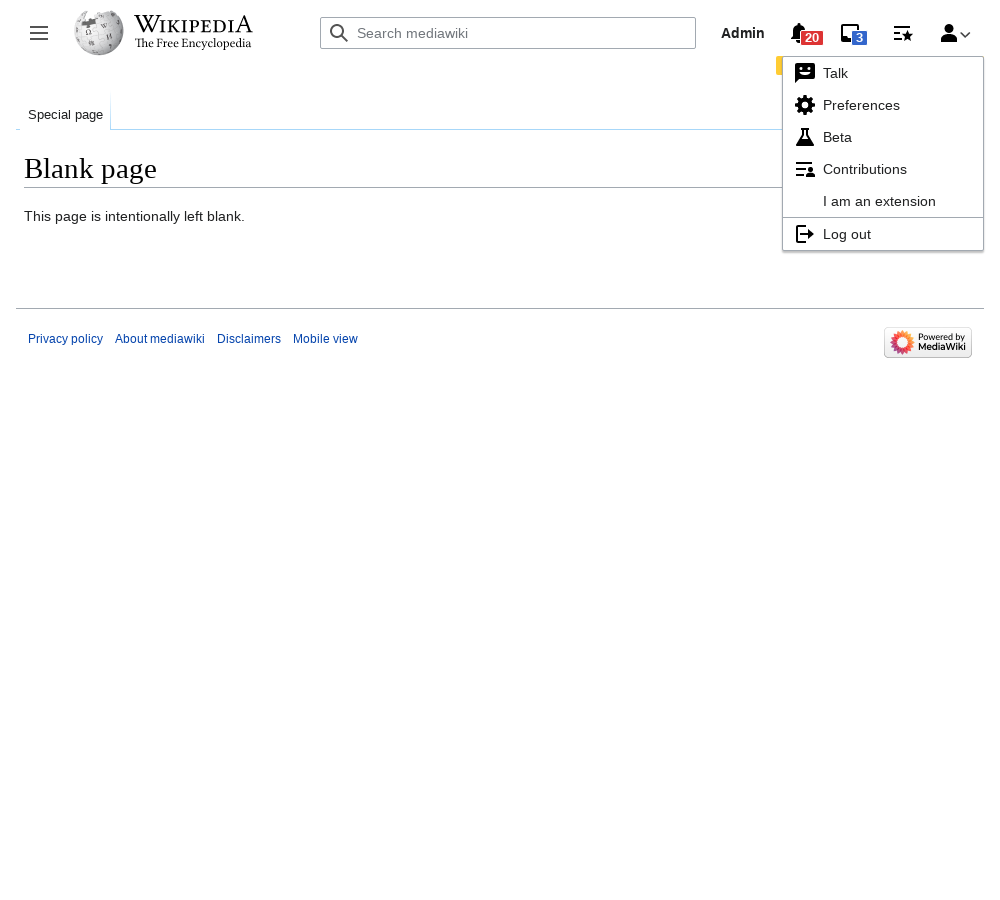 WIKIPEDIA
The Free Encyclopedia
Search mediawiki
Admin
20
3
Talk
Preferences
Beta
Contributions
I am an extension
Log out
Special page
Blank page
This page is intentionally left blank.
Privacy policy About mediawiki Disclaimers Mobile view
Powered by
MediaWiki